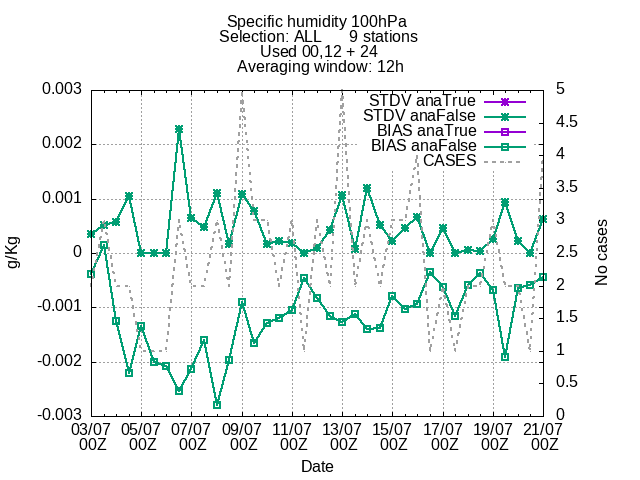 Specific humidity 100hPa
Selection: ALL 9 stations
Used 00,12 + 24
Averaging window: 12h
STDV anaTrue
STDV anaFalse
BIAS anaTrue
BIAS anaFalse
CASES
g/Kg
0.003
0.002
0.001
0
-0.001
-0.002
-0.003
No cases
5
4.5
4
3.5
3
2.5
2
1.5
1
0.5
0
03/07 05/07 07/07 09/07 11/07 13/07 15/07 17/07 19/07 21/07
00Z 00Z 00Z 00Z 00Z 00Z 00Z 00Z 00Z 00Z
Date